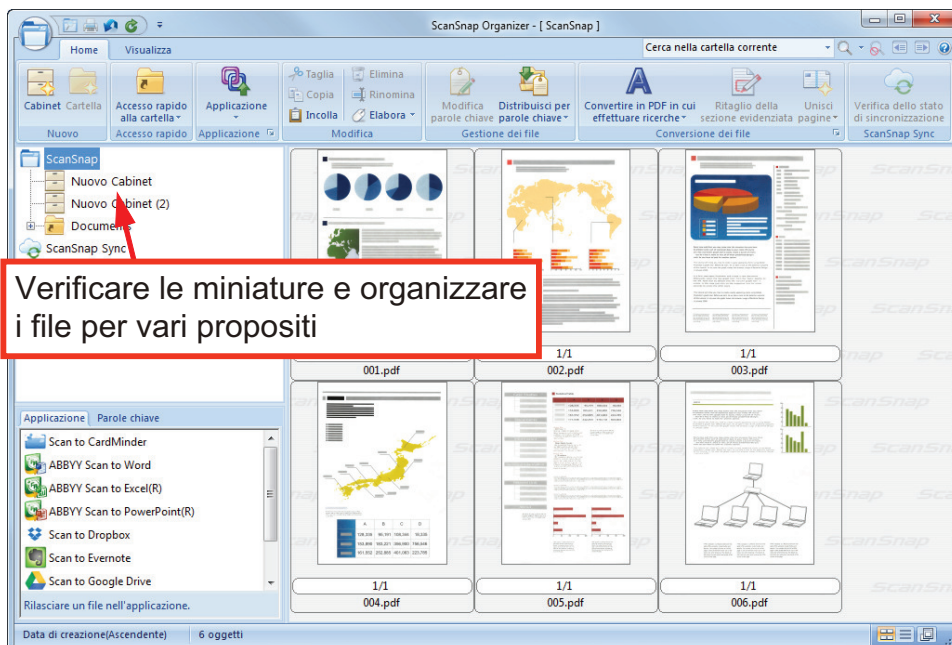 ScanSnap Organizer - [ ScanSnap ]
Home
Visualizza
Cerca nella cartella corrente
Cabinet
Cartella
Nuovo
Accesso rapido
alla cartella
Accesso rapido
Applicazione
Applicazione
Taglia
Copia
Incolla
Elimina
Rinomina
Elabora
Modifica
Modifica
parole chiave
Distribuisci per
parole chiave
Gestione dei file
Convertire in PDF in cui
effettuare ricerche
Ritaglio della
sezione evidenziata
Unisci
pagine
Conversione dei file
Verifica dello stato
di sincronizzazione
ScanSnap Sync
ScanSnap
Nuovo Cabinet
Nuovo Cabinet (2)
ScanSnap Sync
Verificare le miniature e organizzare
i file per vari propositi
001.pdf
1/1
002.pdf
1/1
003.pdf
Applicazione
Parole chiave
Scan to CardMinder
ABBYY Scan to Word
ABBYY Scan to Excel(R)
ABBYY Scan to PowerPoint(R)
Scan to Dropbox
Scan to Evernote
Scan to Google Drive
Rilasciare un file nell'applicazione.
A B C D
1/1
004.pdf
1/1
005.pdf
1/1
006.pdf
Data di creazione(Ascendente)
6 oggetti